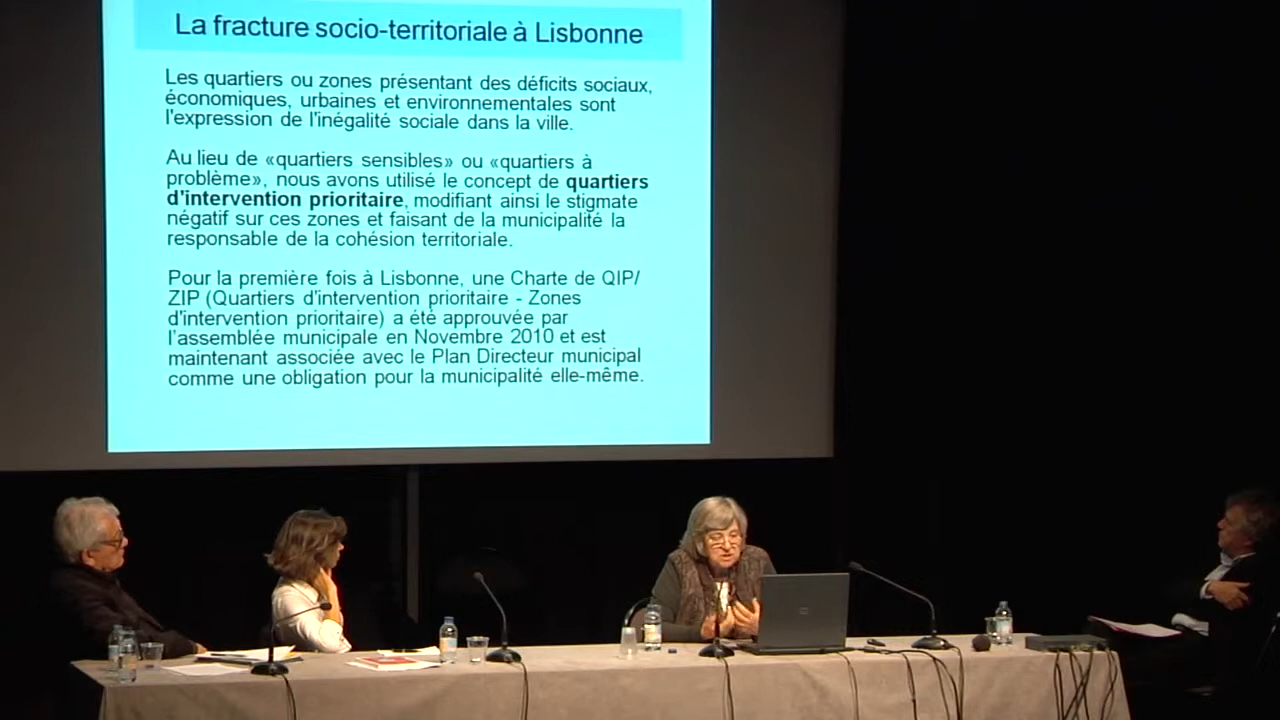 La fracture socio-territoriale à Lisbonne
Les quartiers ou zones présentant des déficits sociaux,
économiques, urbaines et environnementales sont
l'expression de l'inégalité sociale dans la ville.
Au lieu de «quartiers sensibles» ou «quartiers à
problème», nous avons utilisé le concept de quartiers
d'intervention prioritaire, modifiant ainsi le stigmate
négatif sur ces zones et faisant de la municipalité la
responsable de la cohésion territoriale.
Pour la première fois à Lisbonne, une Charte de QIP/
ZIP (Quartiers d'intervention prioritaire - Zones
d'intervention prioritaire) a été approuvée par
l'assemblée municipale en Novembre 2010 et est
maintenant associée avec le Plan Directeur municipal
comme une obligation pour la municipalité elle-même.